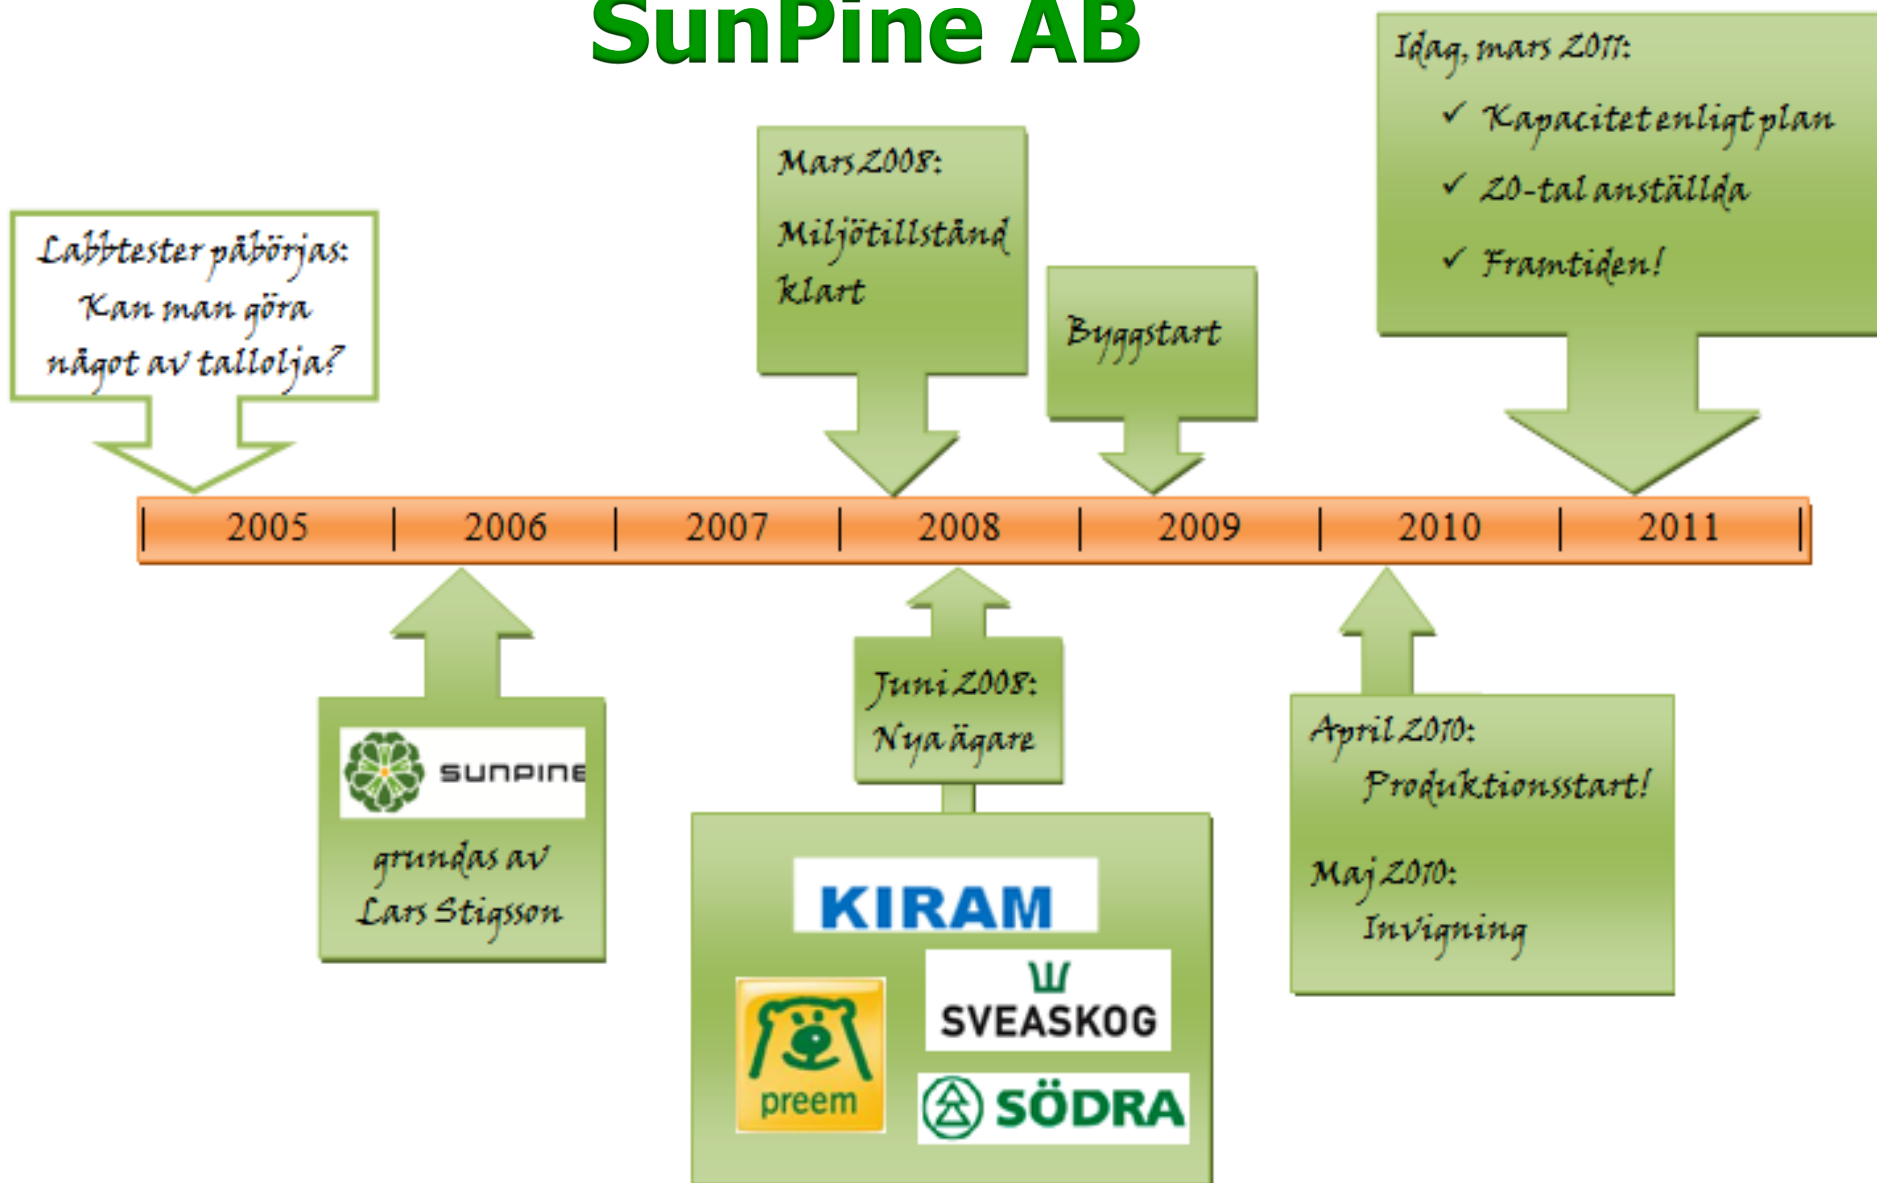 SunPine AB
Labbtester påbörjas:
Kan man göra
något av tallolja?
Mars 2008:
Miljötillstånd
klart
Byggstart
Idag, mars 2011:
✓ Kapacitet enligt plan
✓ 20-tal anställda
✓ Framtiden!
2005 2006 2007 2008 2009 2010 2011
SUNPINE
grundas av
Lars Stigsson
Juni 2008:
Nya ägare
KIRAM
SVEASKOG
preem
SÖDRA
April 2010:
Produktionsstart!
Maj 2010:
Invigning